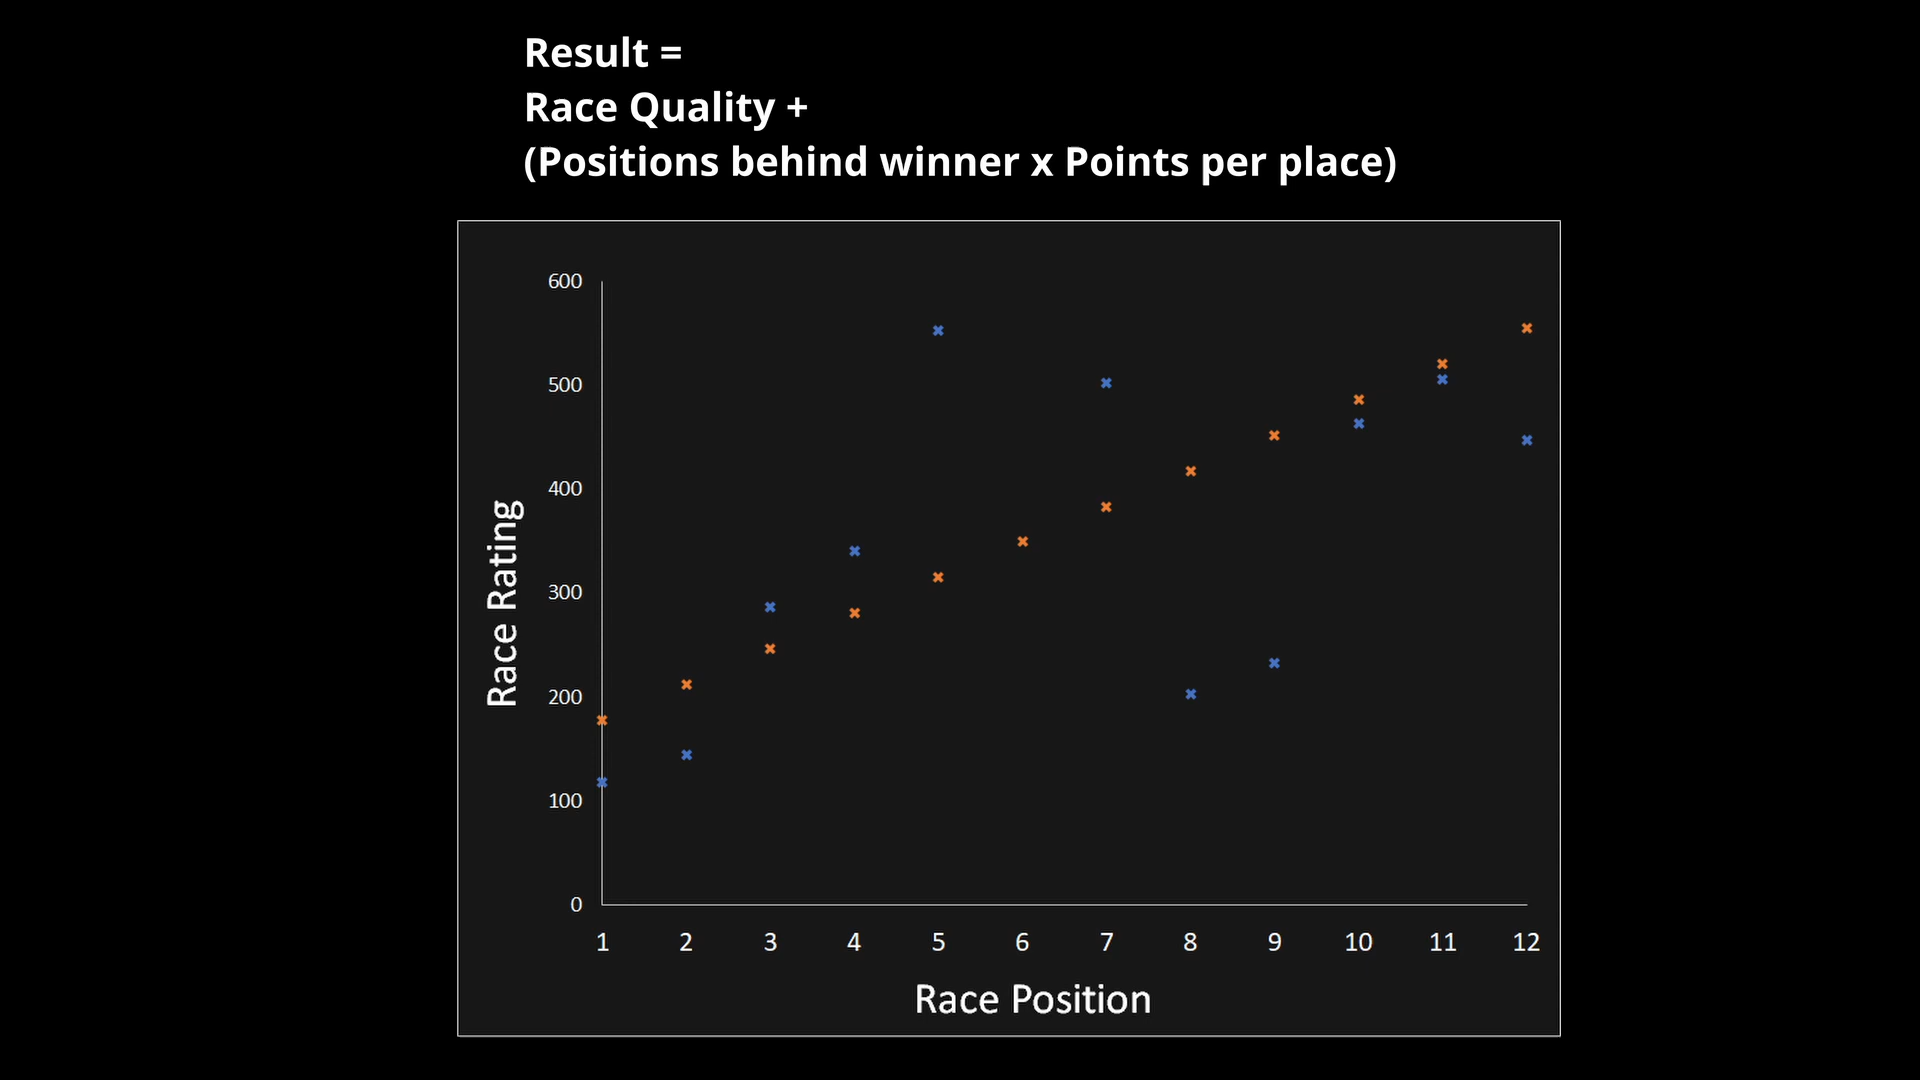 Result =
Race Quality +
(Positions behind winner x Points per place)
600
500
400
300
200
100
0
Race Rating
1 2 3 4 5 6 7 8 9 10 11 12
Race Position